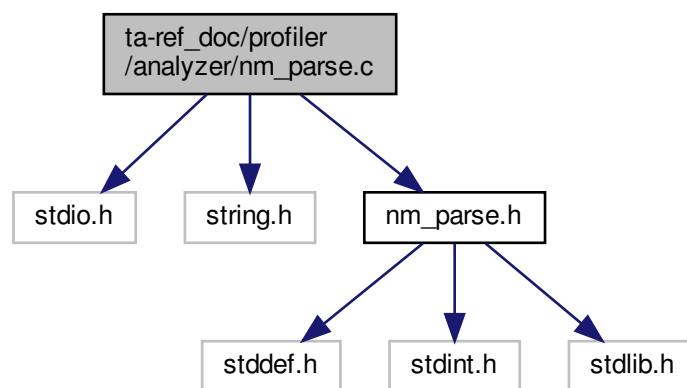 ta-ref_doc/profiler
/analyzer/nm_parse.c
stdio.h
string.h
nm_parse.h
stddef.h
stdint.h
stdlib.h